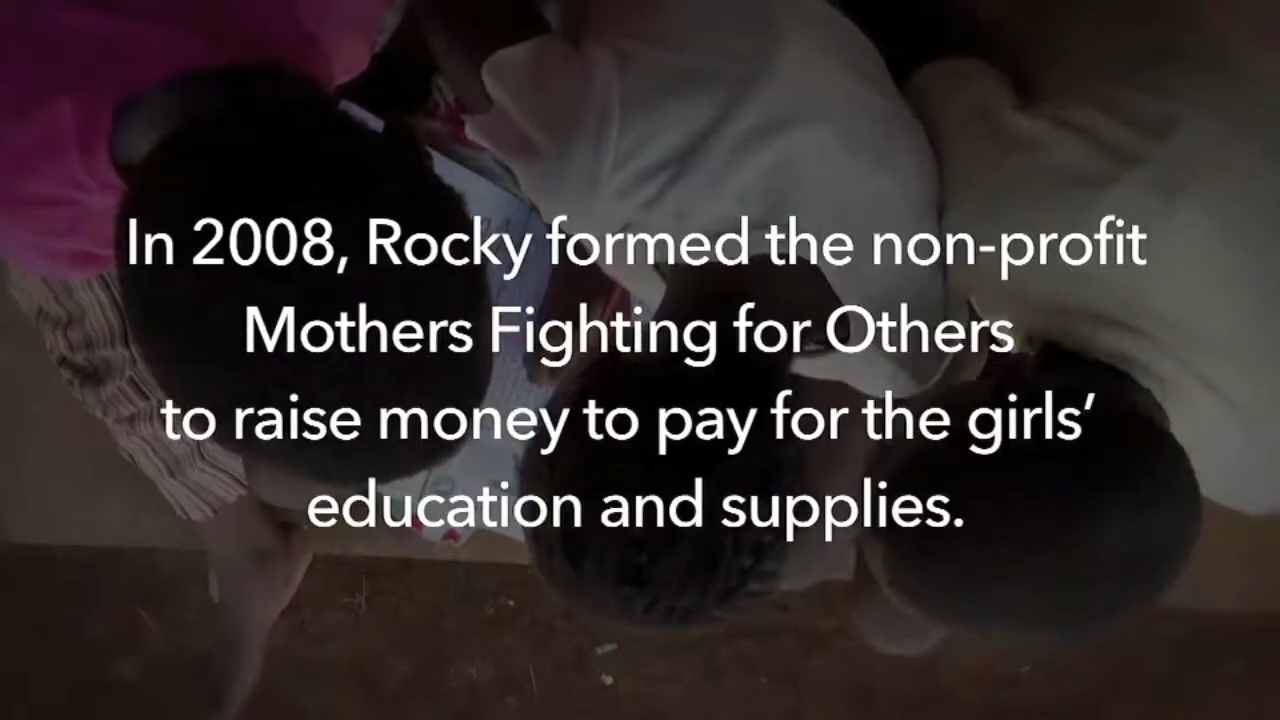 In 2008, Rocky formed the non-profit
Mothers Fighting for Others
to raise money to pay for the girls’
education and supplies.